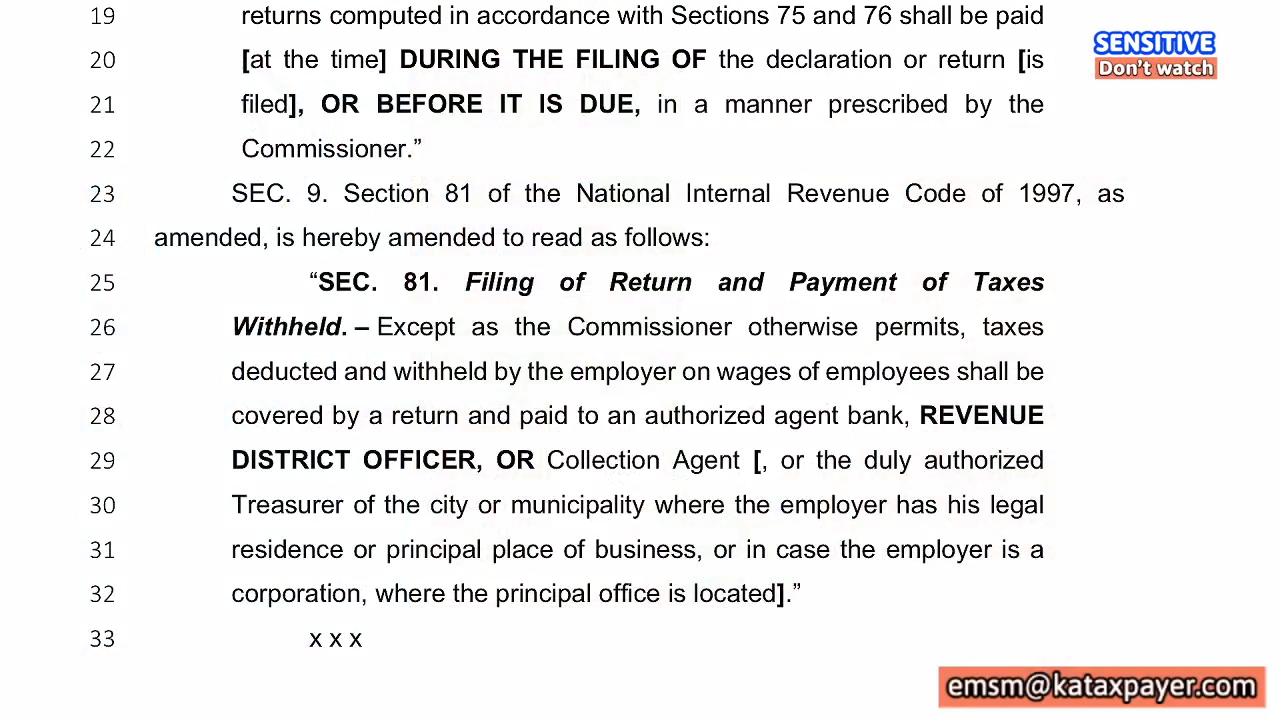 19 returns computed in accordance with Sections 75 and 76 shall be paid
20 [at the time] DURING THE FILING OF the declaration or return [is
21 filed], OR BEFORE IT IS DUE, in a manner prescribed by the
22 Commissioner.”
23 SEC. 9. Section 81 of the National Internal Revenue Code of 1997, as
24 amended, is hereby amended to read as follows:
25 “SEC. 81. Filing of Return and Payment of Taxes
26 Withheld. – Except as the Commissioner otherwise permits, taxes
27 deducted and withheld by the employer on wages of employees shall be
28 covered by a return and paid to an authorized agent bank, REVENUE
29 DISTRICT OFFICER, OR Collection Agent [, or the duly authorized
30 Treasurer of the city or municipality where the employer has his legal
31 residence or principal place of business, or in case the employer is a
32 corporation, where the principal office is located].”
33 x x x
SENSITIVE
Don't watch
emsm@kataxpayer.com